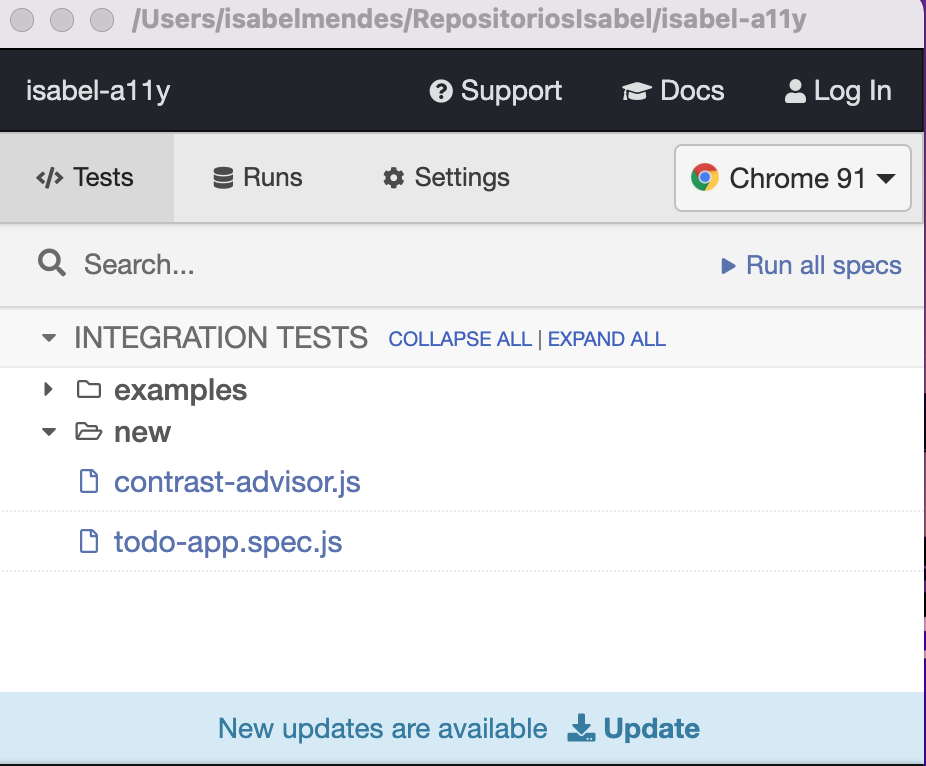 /Users/isabelmendes/RepositoriosIsabel/isabel-a11y
isabel-a11y Support Docs Log In
Tests Runs Settings Chrome 91
Search... Run all specs
INTEGRATION TESTS COLLAPSE ALL | EXPAND ALL
examples
new
contrast-advisor.js
todo-app.spec.js
New updates are available Update